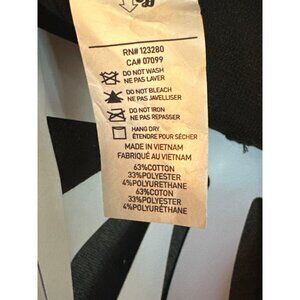 RN# 123280
CA# 07099
DO NOT WASH
NE PAS LAVER
DO NOT BLEACH
NE PAS JAVELLISER
DO NOT IRON
NE PAS REPASSER
HANG DRY
ÉTENDRE POUR SÉCHER
MADE IN VIETNAM
FABRIQUÉ AU VIETNAM
63%COTTON
33%POLYESTER
4%POLYURETHANE
63%COTON
33%POLYESTER
4%POLYURÉTHANE